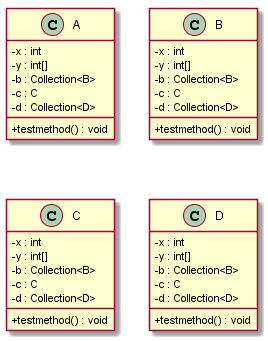 C A
-x : int
-y : int[]
-b : Collection<B>
-c : C
-d : Collection<D>
+testmethod() : void
C B
-x : int
-y : int[]
-b : Collection<B>
-c : C
-d : Collection<D>
+testmethod() : void
C C
-x : int
-y : int[]
-b : Collection<B>
-c : C
-d : Collection<D>
+testmethod() : void
C D
-x : int
-y : int[]
-b : Collection<B>
-c : C
-d : Collection<D>
+testmethod() : void